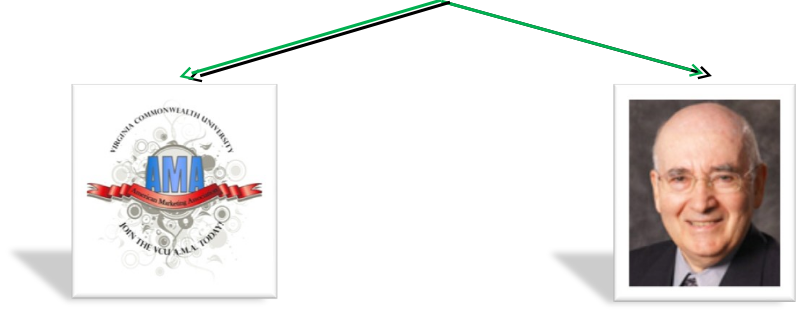 VIRGINIA COMMONWEALTH UNIVERSITY
AMA
American Marketing Association
JOIN THE VCU A.M.A. TODAY!